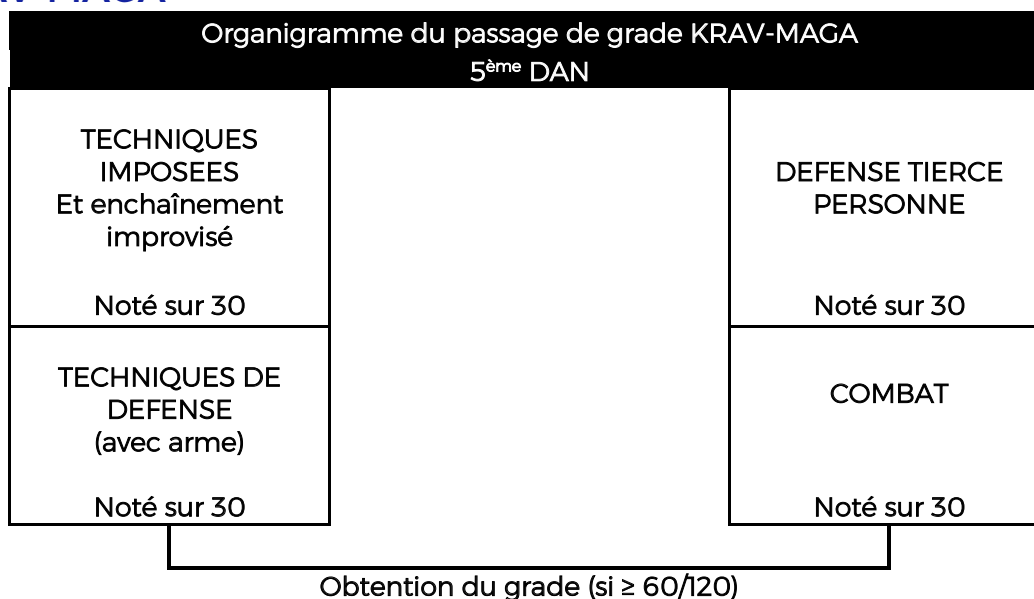 KRAV-MAGA
Organigramme du passage de grade KRAV-MAGA
5ème DAN
TECHNIQUES
IMPOSEES
Et enchaînement
improvisé
Noté sur 30
TECHNIQUES DE
DEFENSE
(avec arme)
Noté sur 30
DEFENSE TIERCE
PERSONNE
Noté sur 30
COMBAT
Noté sur 30
Obtention du grade (si ≥ 60/120)